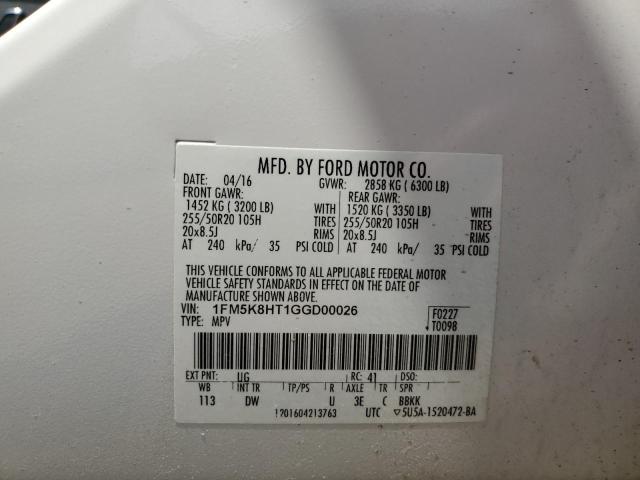 MFD. BY FORD MOTOR CO.
DATE: 04/16 GVWR: 2858 KG ( 6300 LB)
FRONT GAWR: REAR GAWR:
1452 KG ( 3200 LB) WITH 1520 KG ( 3350 LB) WITH
255/50R20 105H TIRES 255/50R20 105H TIRES
20x8.5J RIMS 20x8.5J RIMS
AT 240 kPa/ 35 PSI COLD AT 240 kPa/ 35 PSI COLD
THIS VEHICLE CONFORMS TO ALL APPLICABLE FEDERAL MOTOR
VEHICLE SAFETY STANDARDS IN EFFECT ON THE DATE OF
MANUFACTURE SHOWN ABOVE.
VIN: 1FM5K8HT1GGD00026 F0227
TYPE: MPV T0098
EXT PNT: UG RC: 41 DSO:
WB INT TR TP/PS R AXLE TR SPR
113 DW U 3E C BBKK
!201604213763 UTC ▽5U5A-1520472-BA